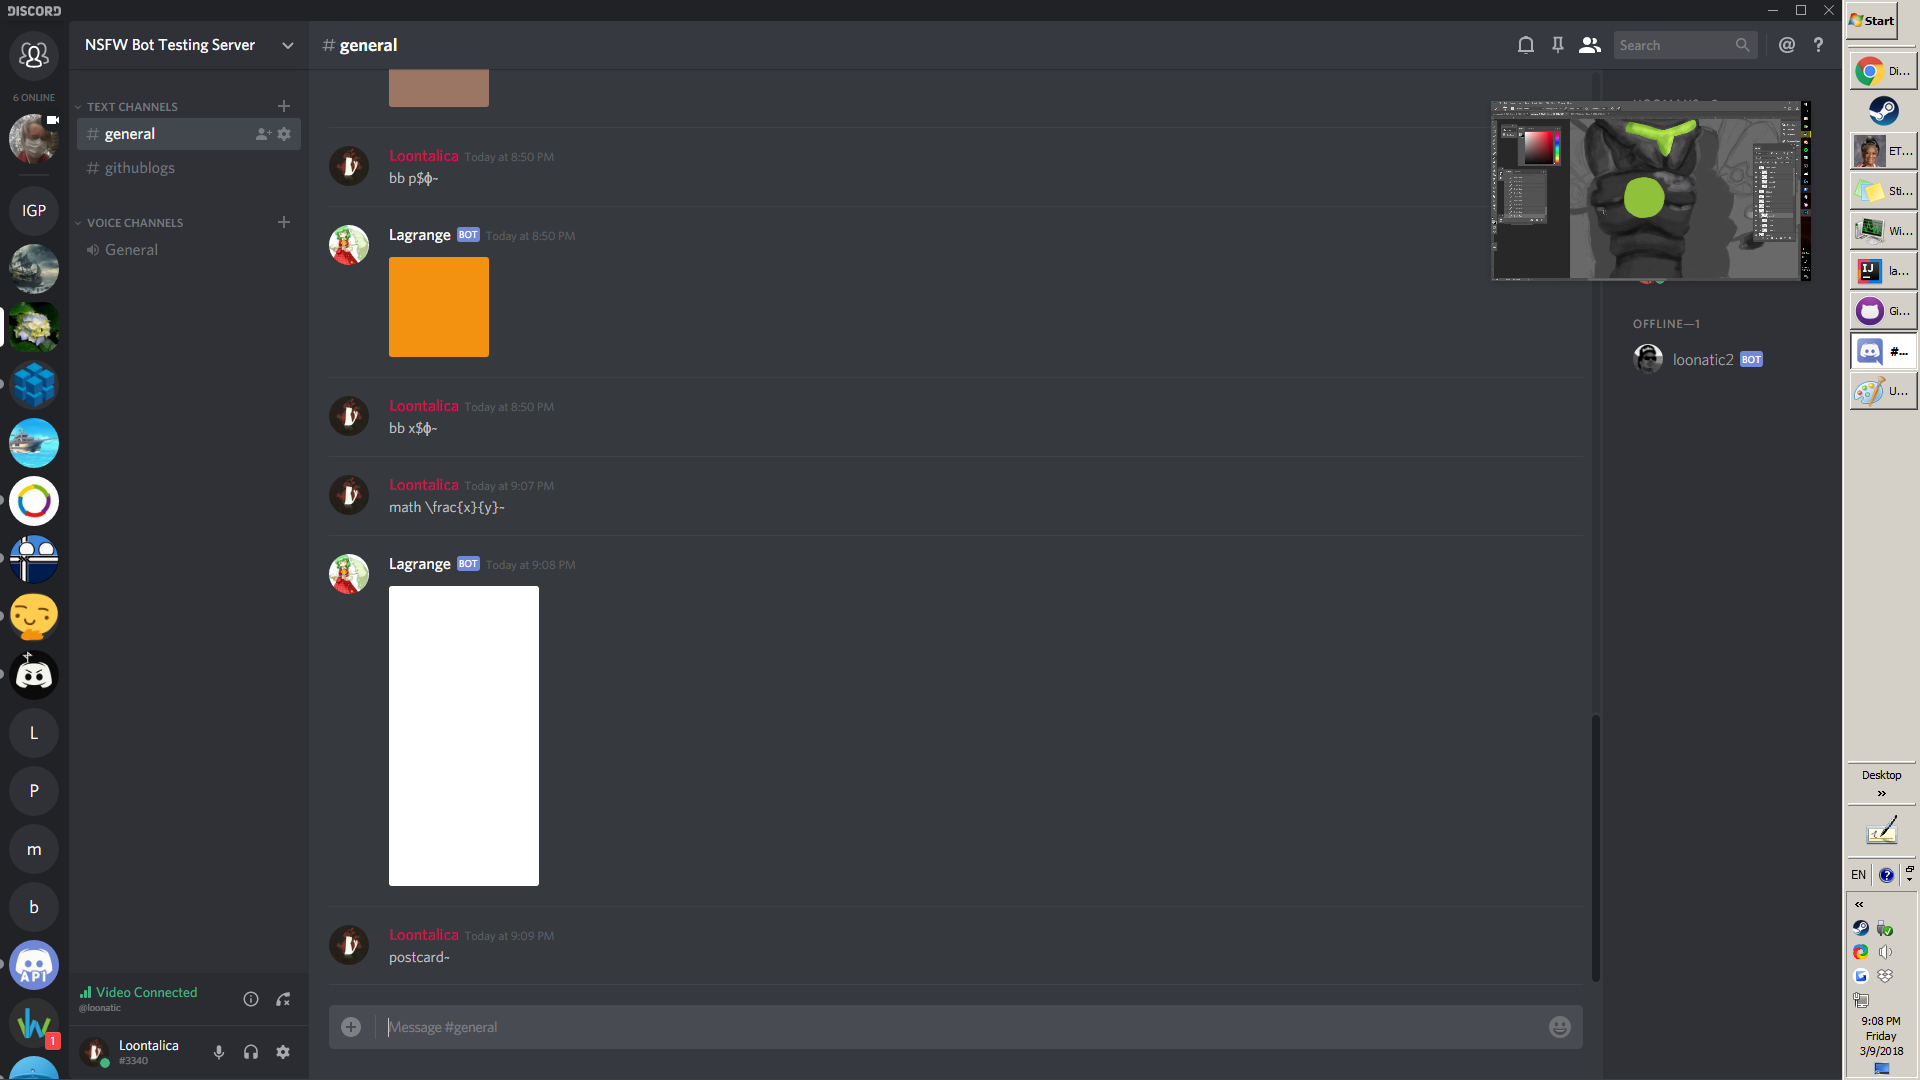 DISCORD
NSFW Bot Testing Server
# general
Search
@
?
6 ONLINE
IGP
L
P
m
b
API
1
TEXT CHANNELS
# general
# githublogs
VOICE CHANNELS
General
Loontalica Today at 8:50 PM
bb p$ϕ~
Lagrange BOT Today at 8:50 PM
Loontalica Today at 8:50 PM
bb x$ϕ~
Loontalica Today at 9:07 PM
math \frac{x}{y}~
Lagrange BOT Today at 9:08 PM
Loontalica Today at 9:09 PM
postcard~
Message #general
Video Connected
@loonatic
Loontalica
#3340
OFFLINE—1
loonatic2 BOT
Start
Di...
ET...
Sti...
Wi...
la...
Gi...
#...
U...
Desktop
»
EN
?
«
9:08 PM
Friday
3/9/2018